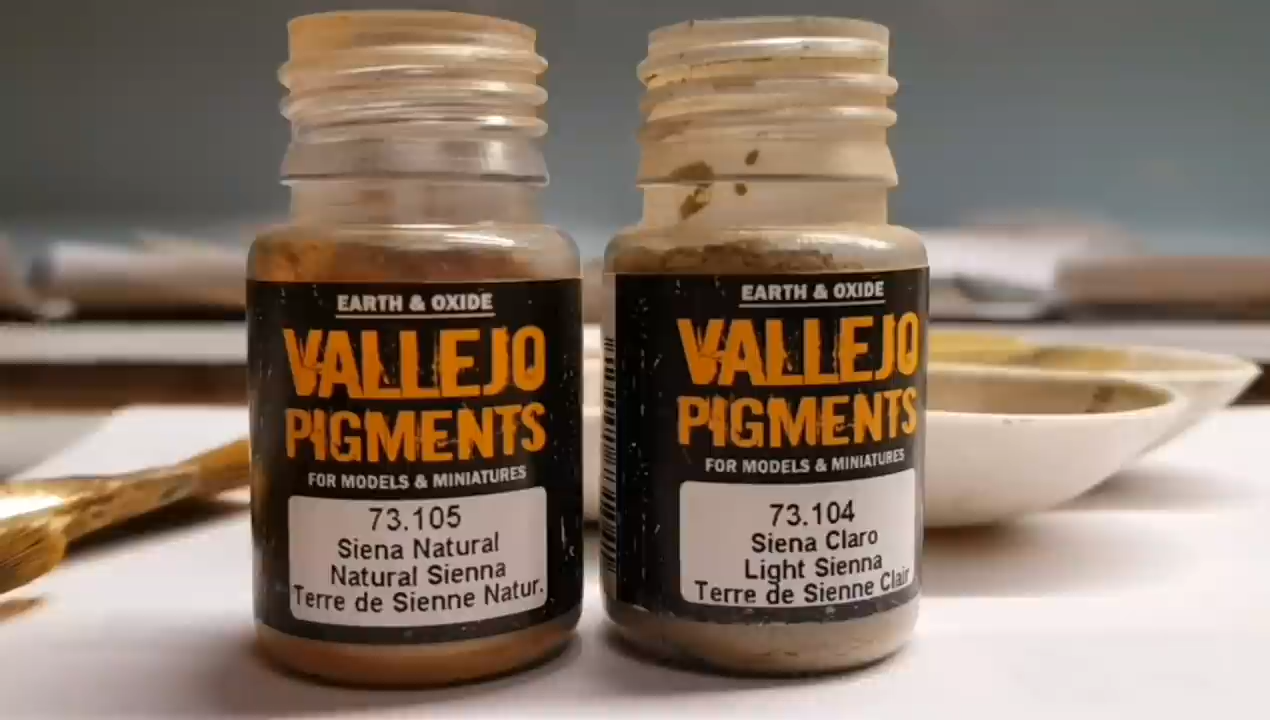 EARTH & OXIDE
VALLEJO
PIGMENTS
FOR MODELS & MINIATURES
73.105
Siena Natural
Natural Sienna
Terre de Sienne Natur.
EARTH & OXIDE
VALLEJO
PIGMENTS
FOR MODELS & MINIATURES
73.104
Siena Claro
Light Sienna
Terre de Sienne Clair